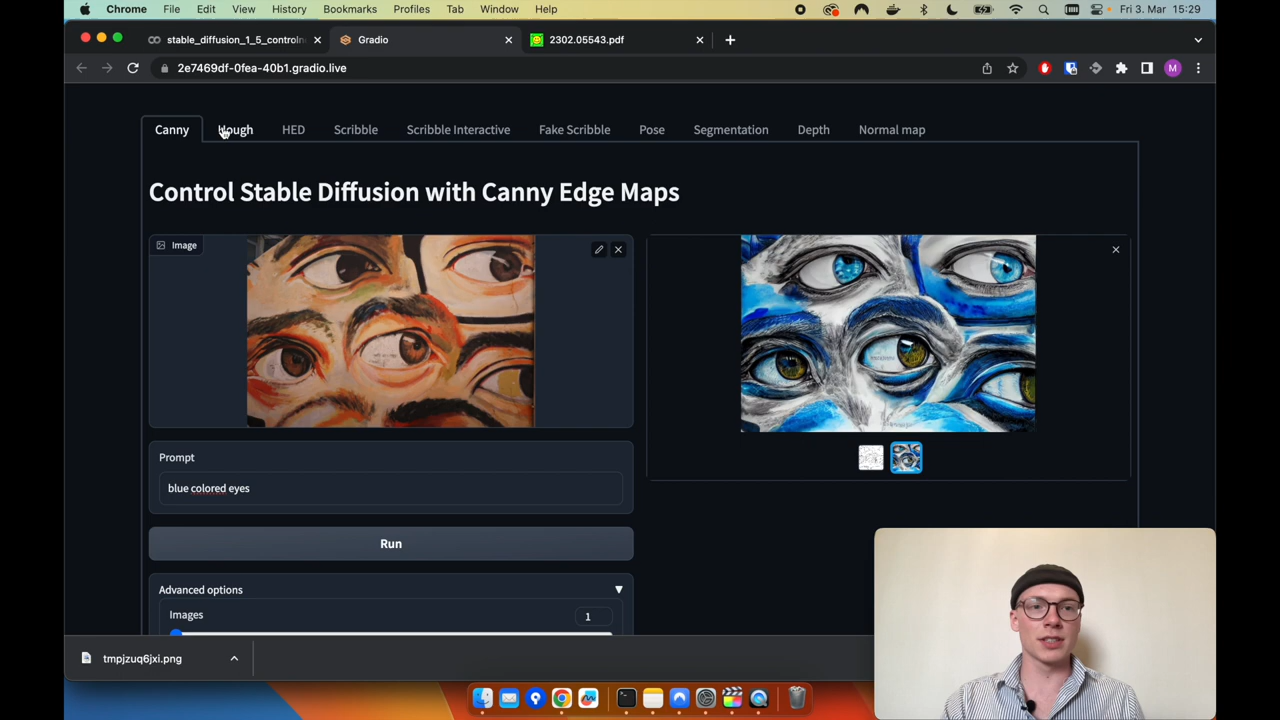 Chrome File Edit View History Bookmarks Profiles Tab Window Help Fri 3. Mar 15:29
stable_diffusion_1_5_controln Gradio 2302.05543.pdf
2e7469df-0fea-40b1.gradio.live M
Canny Hough HED Scribble Scribble Interactive Fake Scribble Pose Segmentation Depth Normal map
Control Stable Diffusion with Canny Edge Maps
Image
Prompt
blue colored eyes
Run
Advanced options
Images 1
tmpjzuq6jxi.png